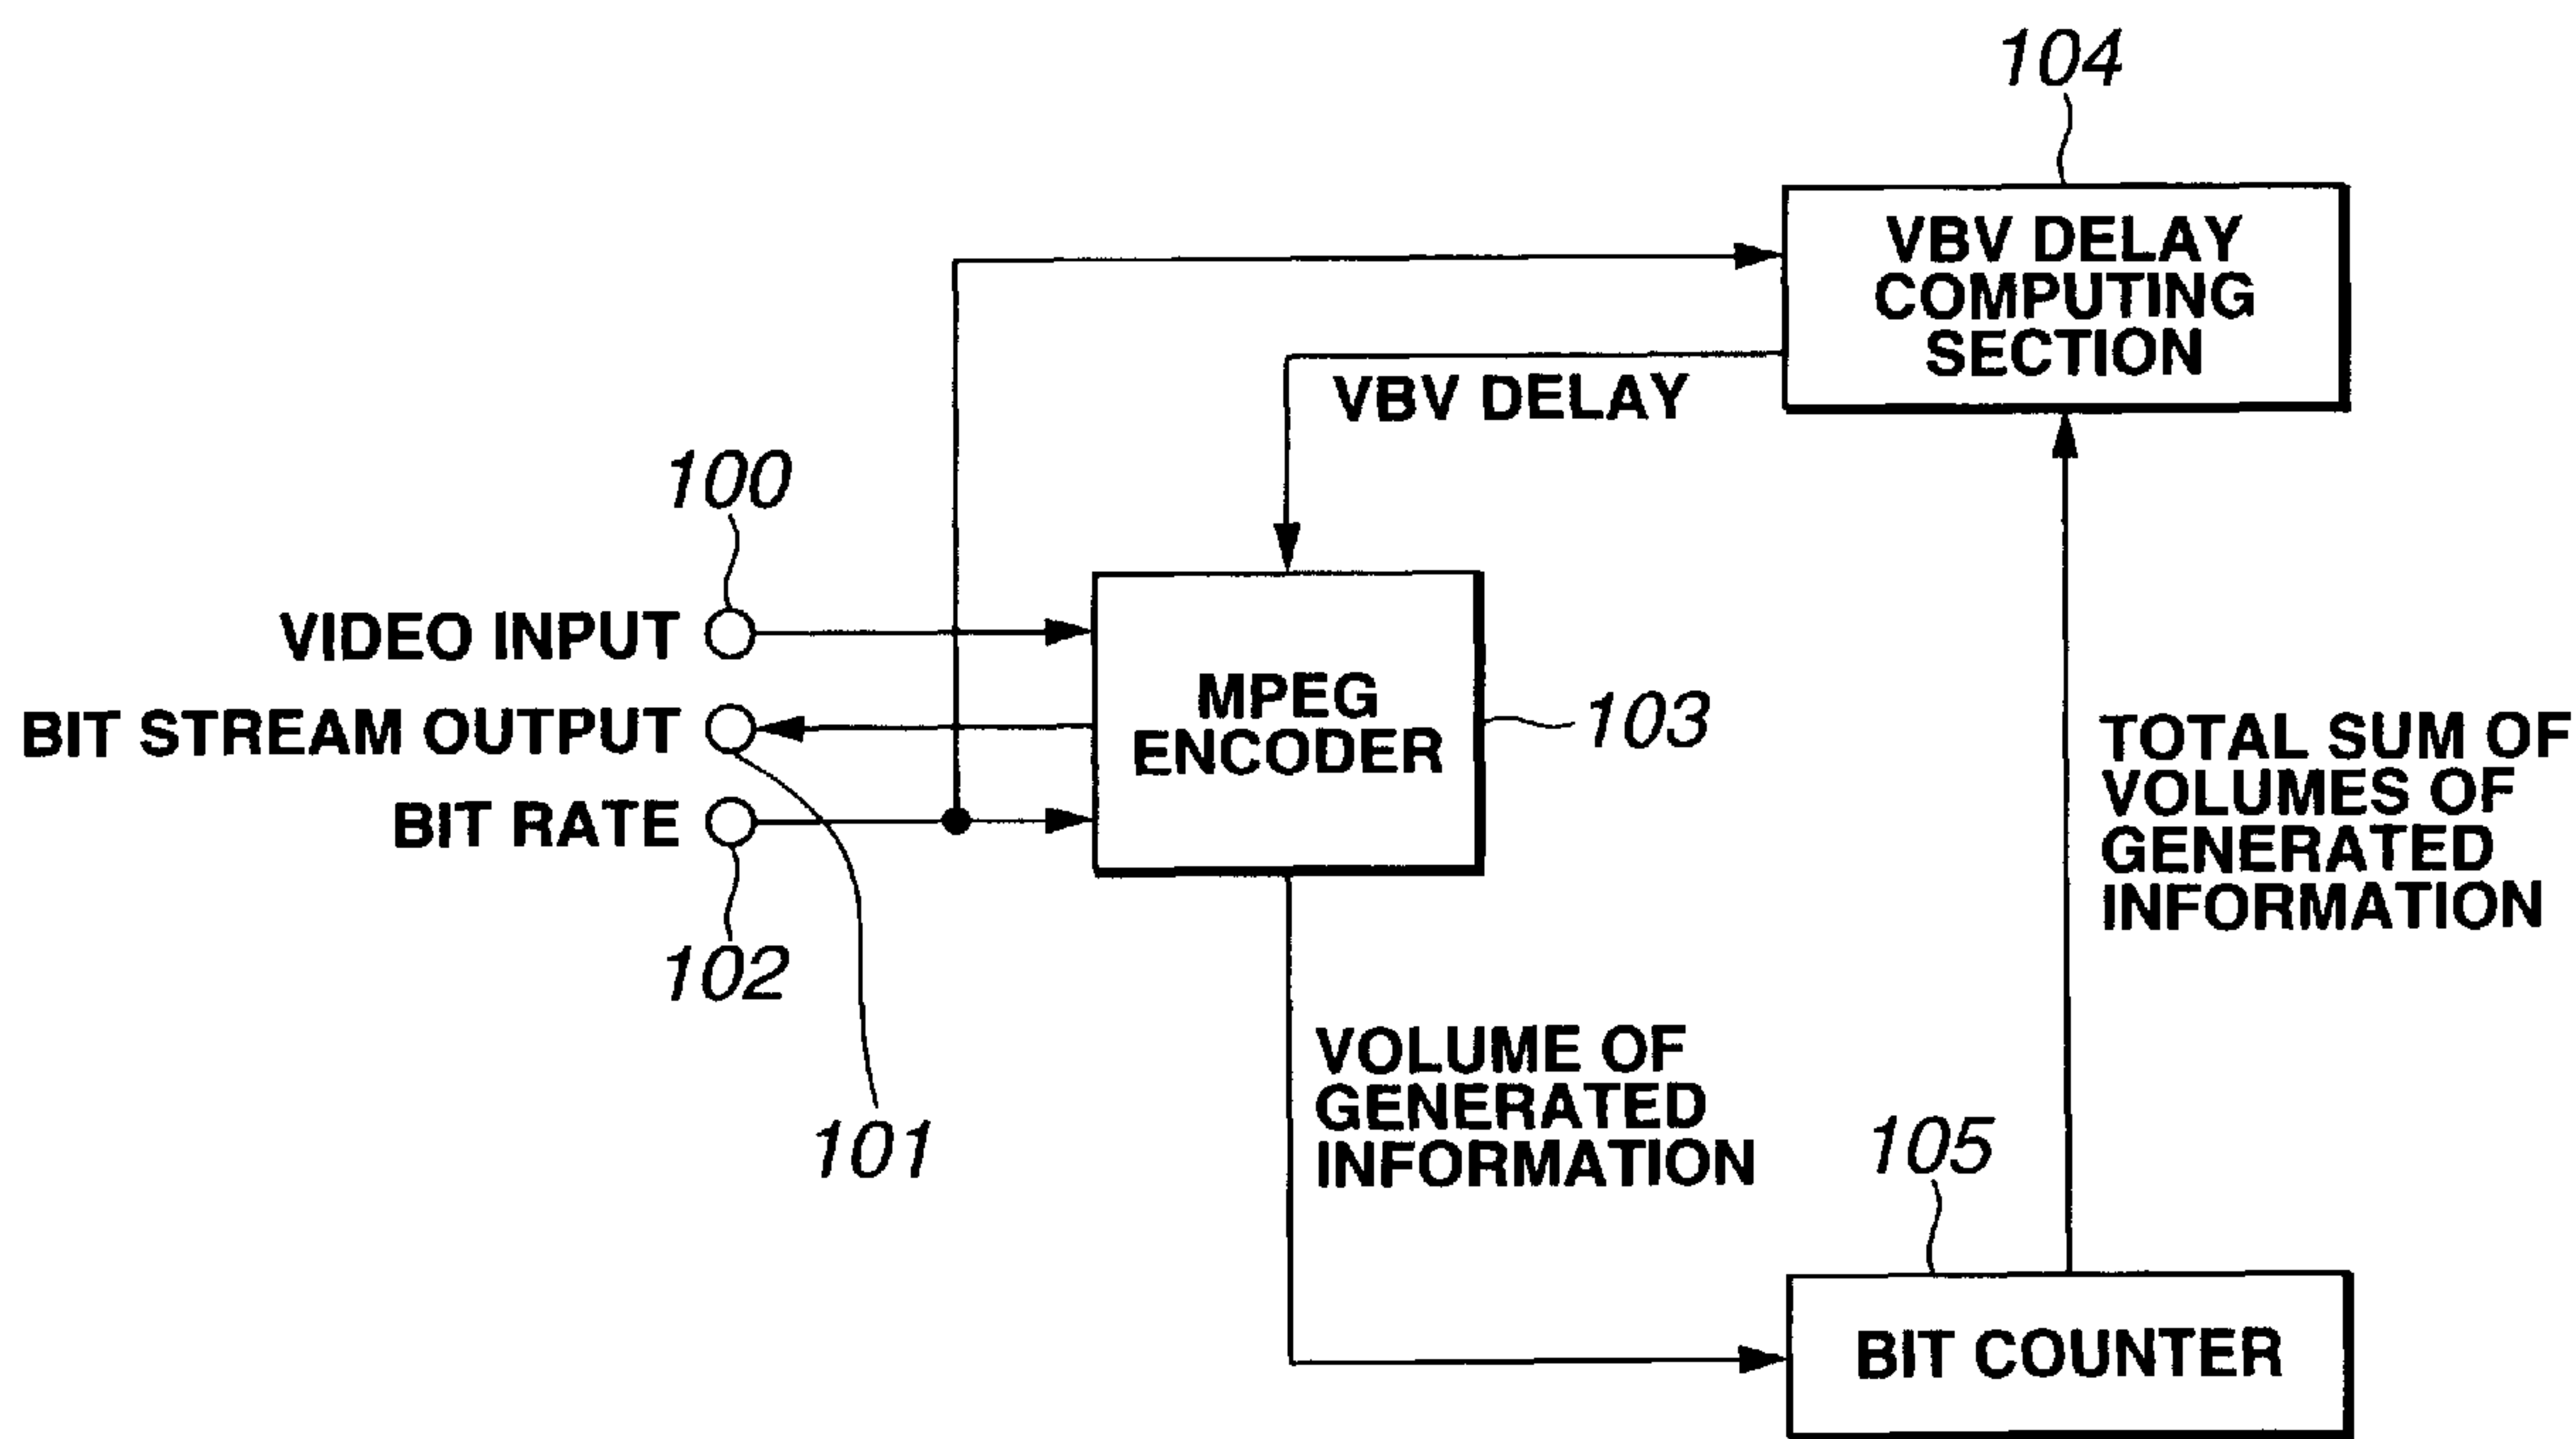 104
VBV DELAY
COMPUTING
SECTION
VBV DELAY
100
VIDEO INPUT
BIT STREAM OUTPUT
BIT RATE
102
101
MPEG
ENCODER
103
TOTAL SUM OF
VOLUMES OF
GENERATED
INFORMATION
VOLUME OF
GENERATED
INFORMATION
105
BIT COUNTER